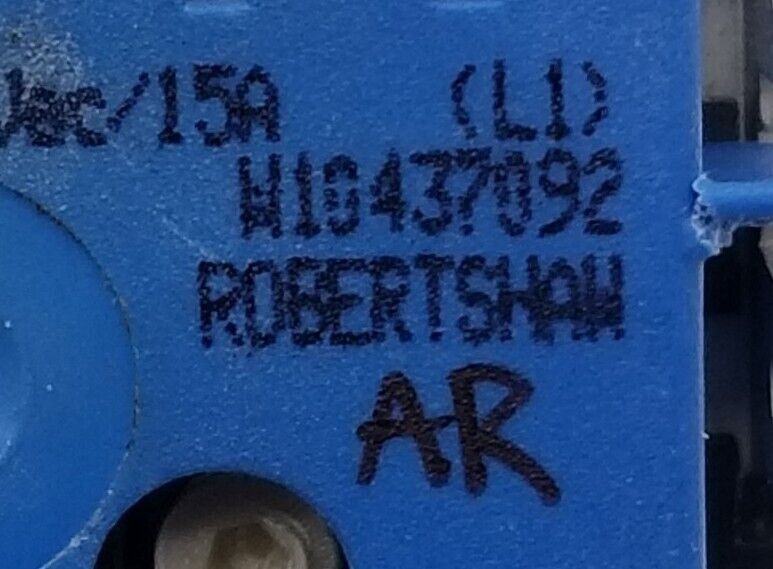 /15A (L1)
W10437092
ROBERTSHAW
AR